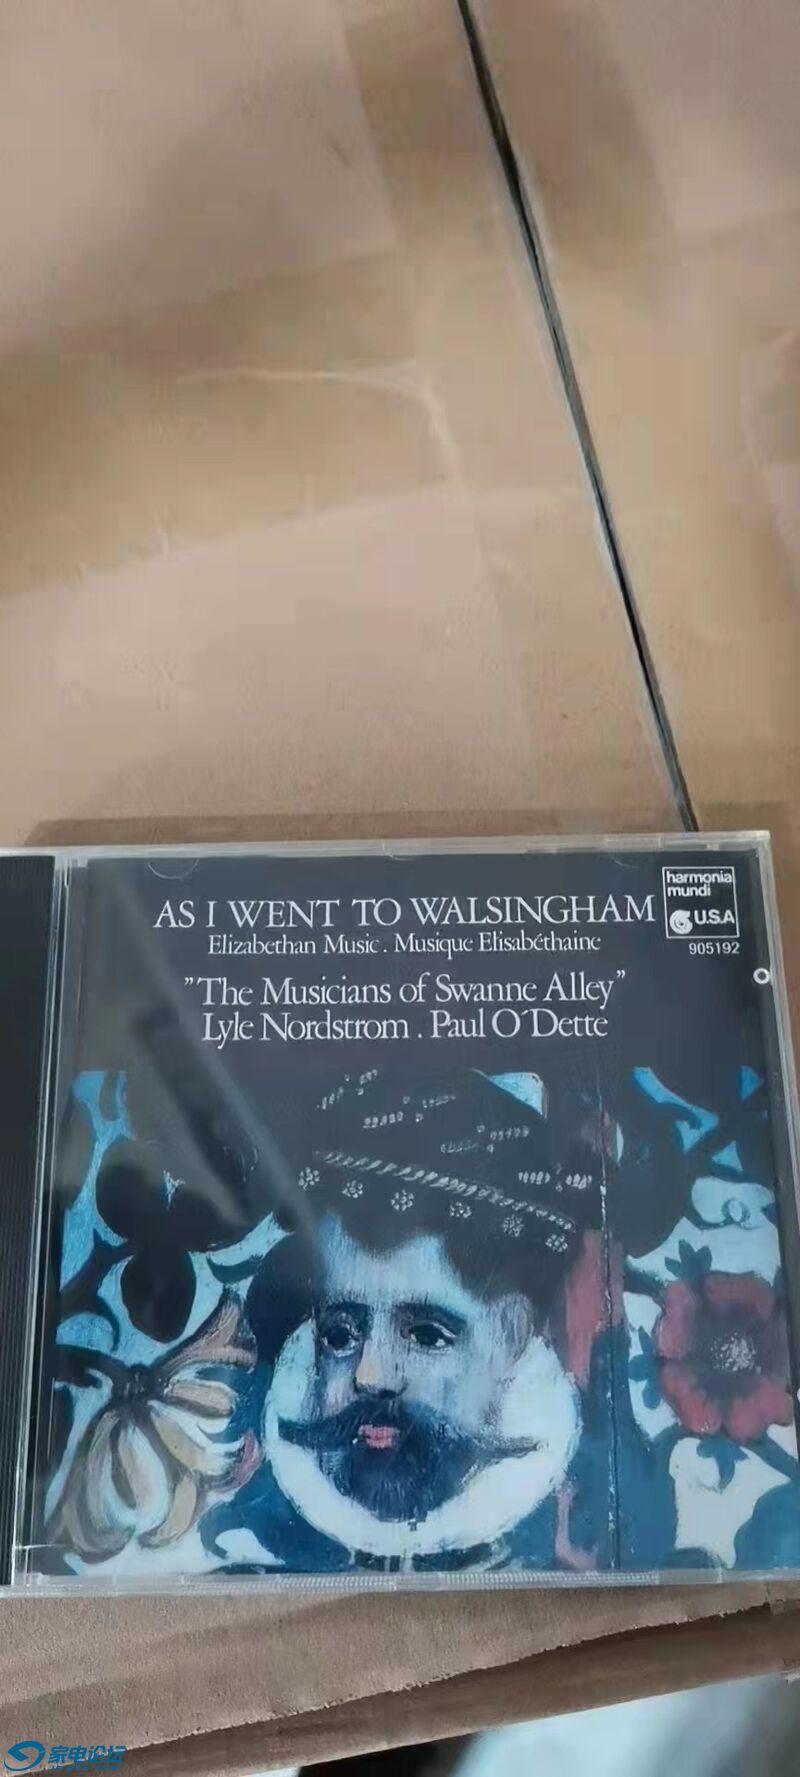 harmonia
mundi
U.S.A
905192
AS I WENT TO WALSINGHAM
Elizabethan Music . Musique Elisabéthaine
"The Musicians of Swanne Alley"
Lyle Nordstrom . Paul O'Dette
家电论坛